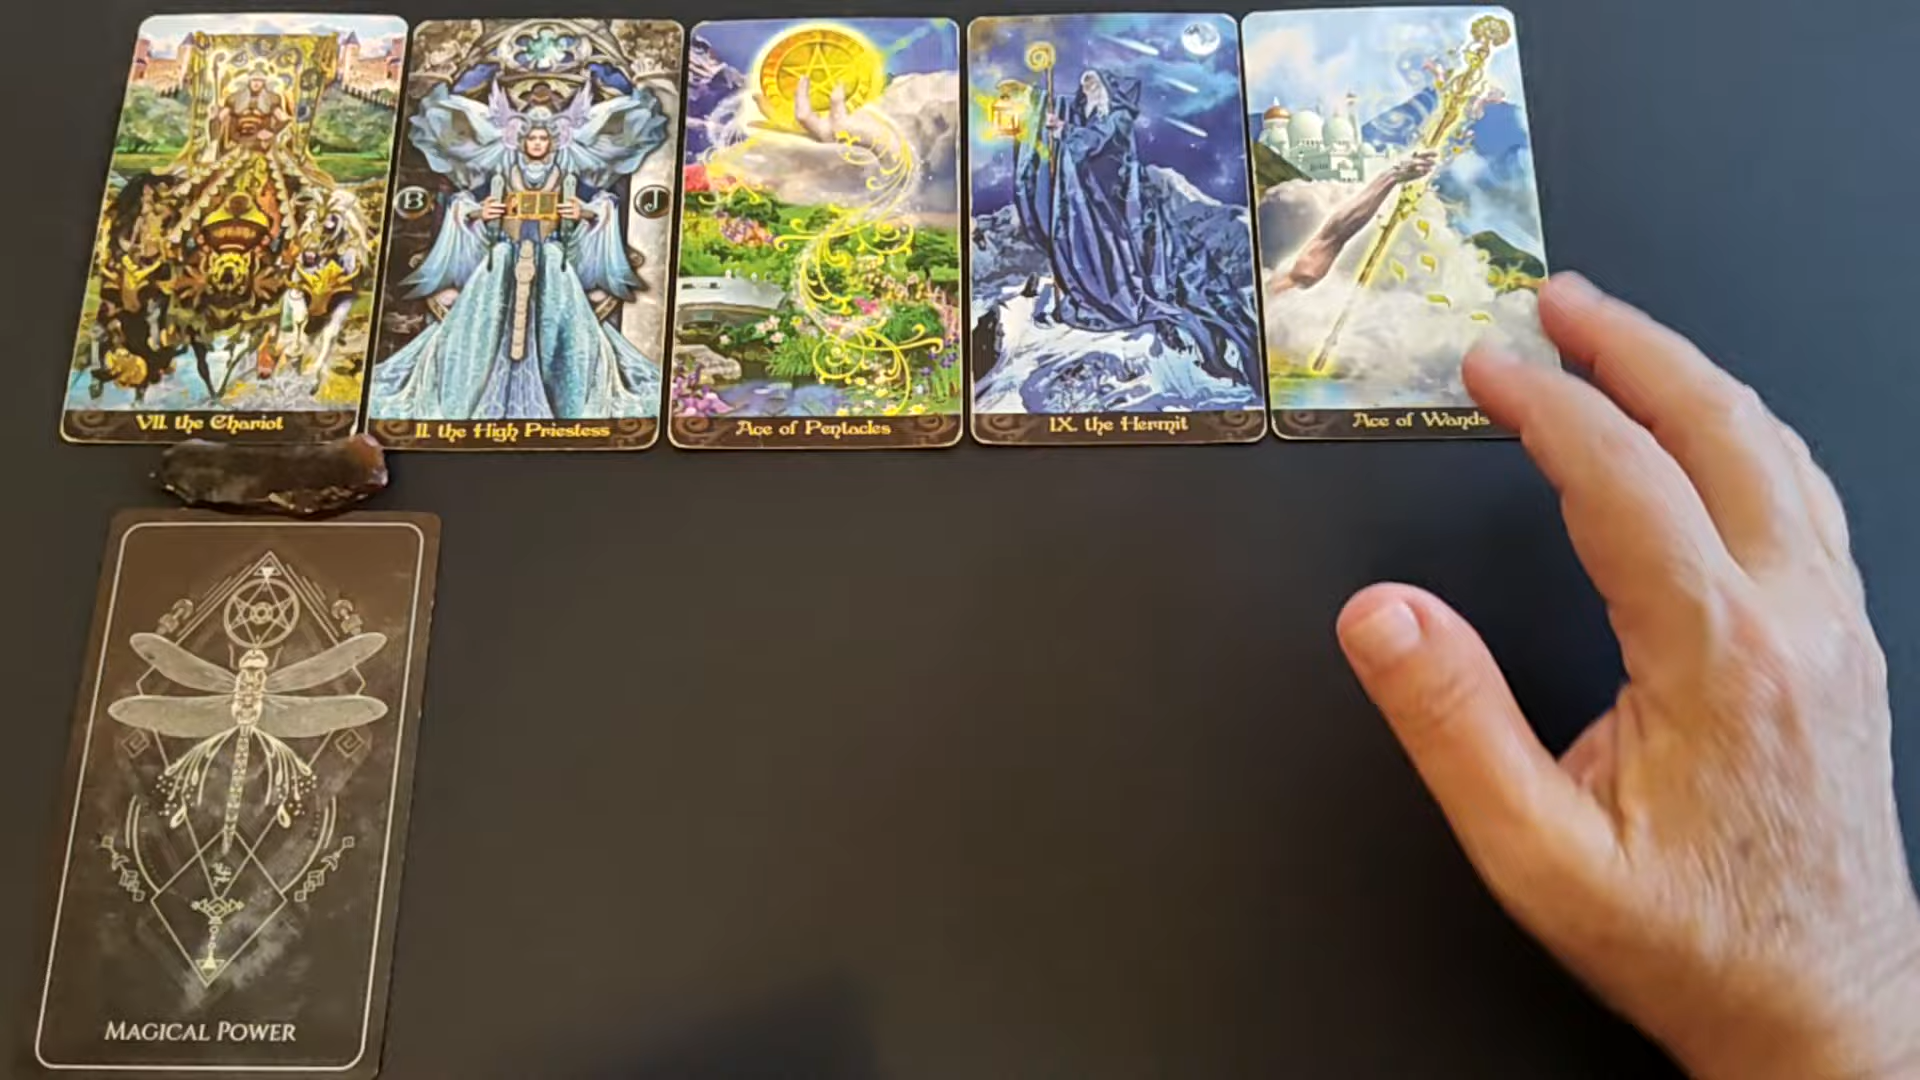 VII. the Chariot
B
J
II. the High Priestess
Ace of Pentacles
IX. the Hermit
Ace of Wands
MAGICAL POWER